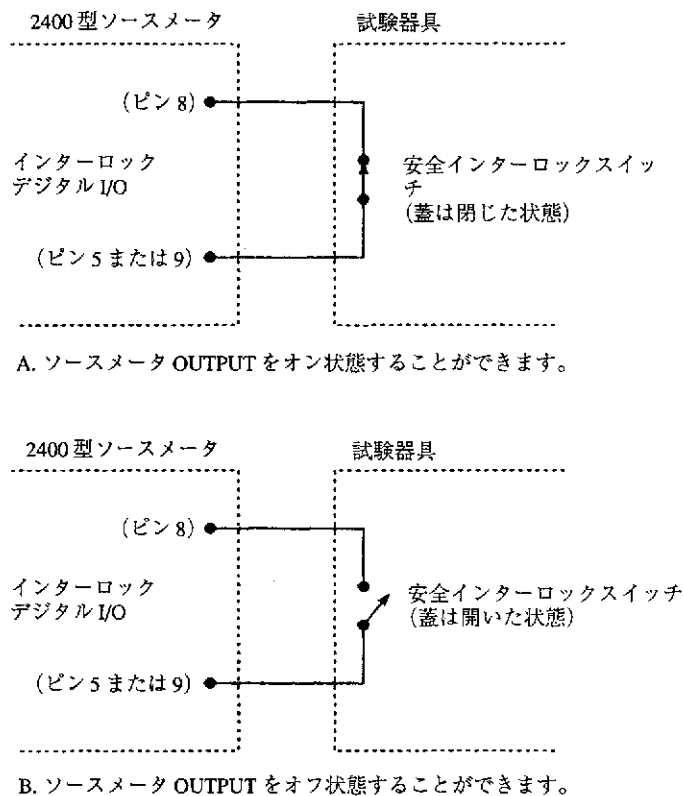 2400 型ソースメータ
試験器具
(ピン 8)
インターロック
デジタル I/O
安全インターロックスイッ
チ
(蓋は閉じた状態)
(ピン 5 または 9)
A. ソースメータ OUTPUT をオン状態することができます。
2400 型ソースメータ
試験器具
(ピン 8)
インターロック
デジタル I/O
安全インターロックスイッチ
(蓋は開いた状態)
(ピン 5 または 9)
B. ソースメータ OUTPUT をオフ状態することができます。